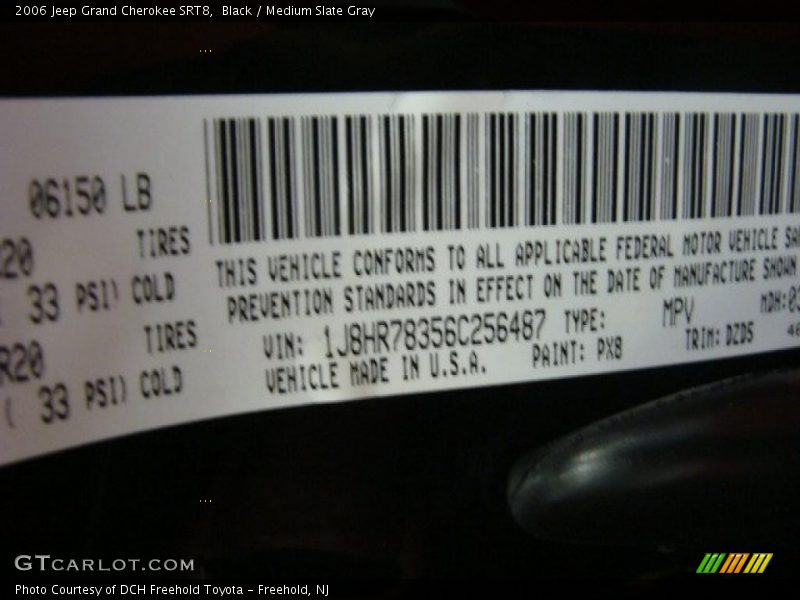 2006 Jeep Grand Cherokee SRT8,  Black / Medium Slate Gray
06150 LB
R20 TIRES
33 PSI) COLD
R20 TIRES
( 33 PSI) COLD
THIS VEHICLE CONFORMS TO ALL APPLICABLE FEDERAL MOTOR VEHICLE SA
PREVENTION STANDARDS IN EFFECT ON THE DATE OF MANUFACTURE SHOWN
VIN: 1J8HR78356C256487 TYPE: MPV MDH:
VEHICLE MADE IN U.S.A. PAINT: PX8 TRIM: DZD5
GTCARLOT.COM
Photo Courtesy of DCH Freehold Toyota - Freehold, NJ